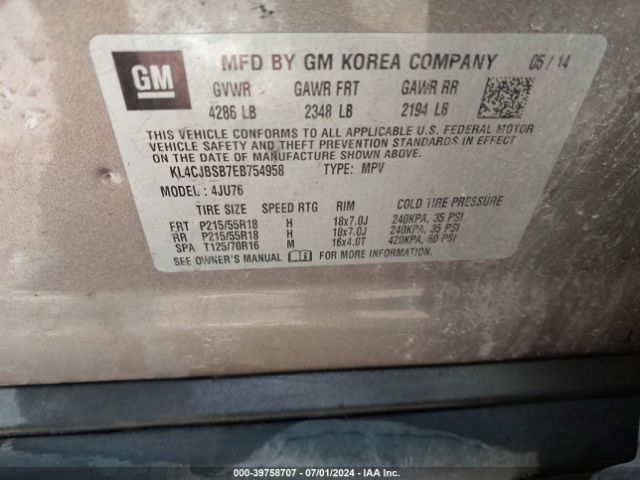 GM
MFD BY GM KOREA COMPANY 05/14
GVWR GAWR FRT GAWR RR
4286 LB 2348 LB 2194 LB
THIS VEHICLE CONFORMS TO ALL APPLICABLE U.S. FEDERAL MOTOR
VEHICLE SAFETY AND THEFT PREVENTION STANDARDS IN EFFECT
ON THE DATE OF MANUFACTURE SHOWN ABOVE.
KL4CJBSB7EB754958 TYPE: MPV
MODEL: 4JU76
TIRE SIZE SPEED RTG RIM COLD TIRE PRESSURE
FRT P215/55R18 H 18x7.0J 240KPA, 35 PSI
RR P215/55R18 H 18x7.0J 240KPA, 35 PSI
SPA T125/70R16 M 16x4.0T 420KPA, 60 PSI
SEE OWNER'S MANUAL FOR MORE INFORMATION.
000-39758707 - 07/01/2024 - IAA Inc.